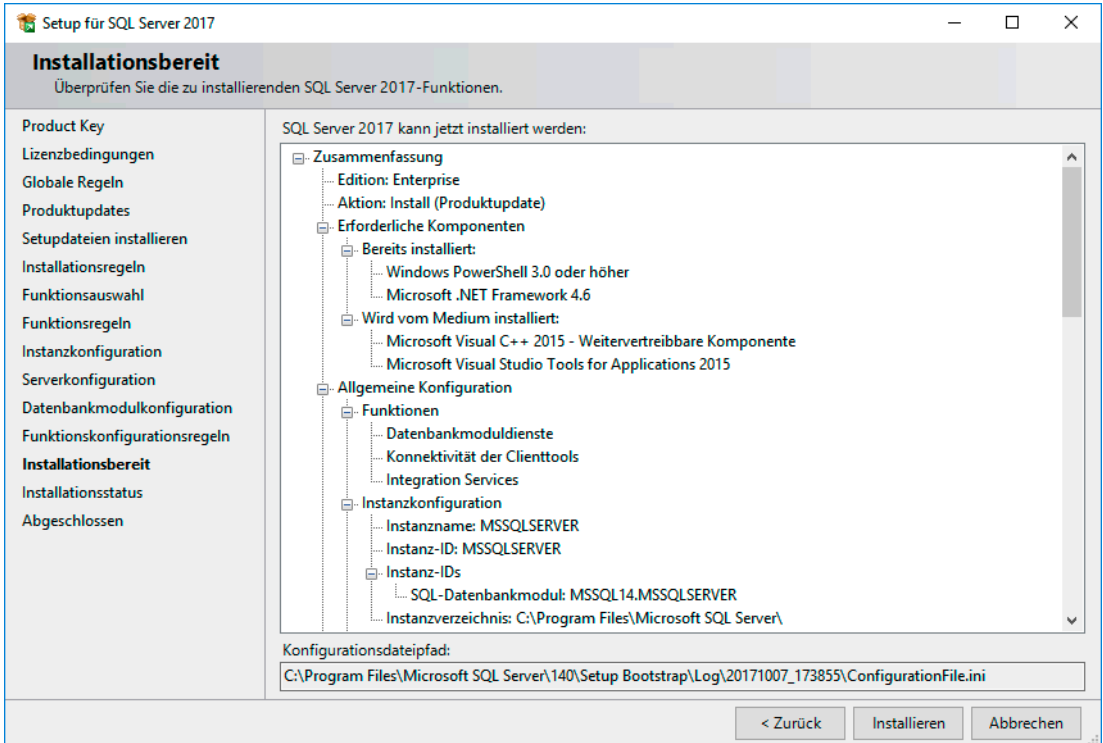 Setup für SQL Server 2017
Installationsbereit
Überprüfen Sie die zu installierenden SQL Server 2017-Funktionen.
Product Key
Lizenzbedingungen
Globale Regeln
Produktupdates
Setupdateien installieren
Installationsregeln
Funktionsauswahl
Funktionsregeln
Instanzkonfiguration
Serverkonfiguration
Datenbankmodulkonfiguration
Funktionskonfigurationsregeln
Installationsbereit
Installationsstatus
Abgeschlossen
SQL Server 2017 kann jetzt installiert werden:
Zusammenfassung
Edition: Enterprise
Aktion: Install (Produktupdate)
Erforderliche Komponenten
Bereits installiert:
Windows PowerShell 3.0 oder höher
Microsoft .NET Framework 4.6
Wird vom Medium installiert:
Microsoft Visual C++ 2015 - Weitervertreibbare Komponente
Microsoft Visual Studio Tools for Applications 2015
Allgemeine Konfiguration
Funktionen
Datenbankmoduldienste
Konnektivität der Clienttools
Integration Services
Instanzkonfiguration
Instanzname: MSSQLSERVER
Instanz-ID: MSSQLSERVER
Instanz-IDs
SQL-Datenbankmodul: MSSQL14.MSSQLSERVER
Instanzverzeichnis: C:\Program Files\Microsoft SQL Server\
Konfigurationsdateipfad:
C:\Program Files\Microsoft SQL Server\140\Setup Bootstrap\Log\20171007_173855\ConfigurationFile.ini
< Zurück
Installieren
Abbrechen